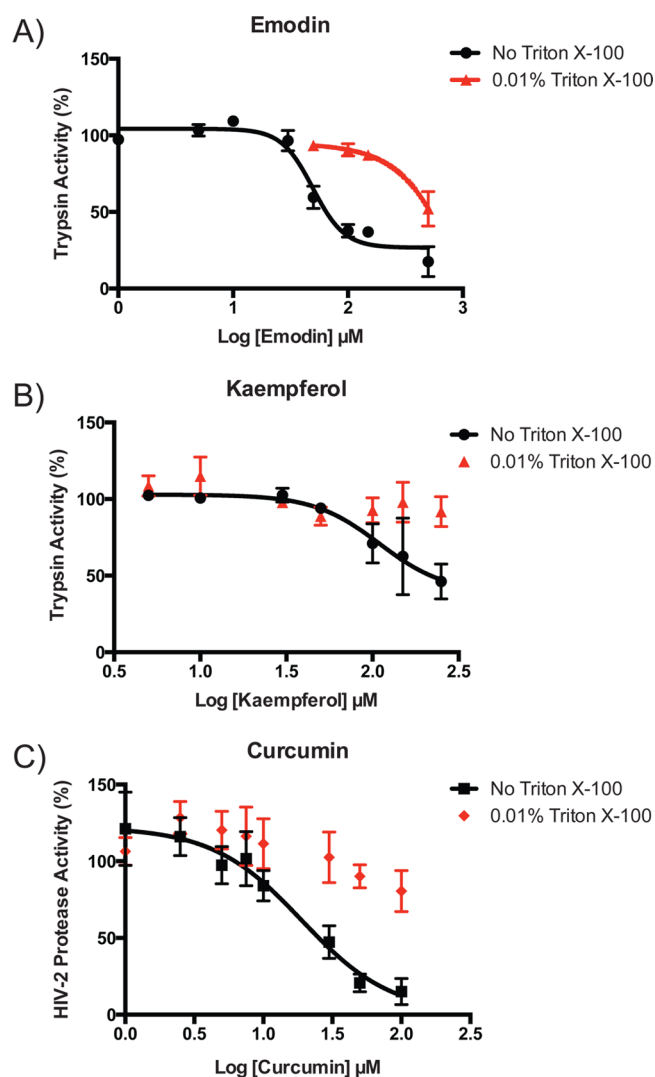 A)
Emodin
No Triton X-100
0.01% Triton X-100
Trypsin Activity (%)
150
100
50
0
0 1 2 3
Log [Emodin] µM
B)
Kaempferol
No Triton X-100
0.01% Triton X-100
Trypsin Activity (%)
150
100
50
0
0.5 1.0 1.5 2.0 2.5
Log [Kaempferol] µM
C)
Curcumin
No Triton X-100
0.01% Triton X-100
HIV-2 Protease Activity (%)
150
100
50
0
0.0 0.5 1.0 1.5 2.0 2.5
Log [Curcumin] µM